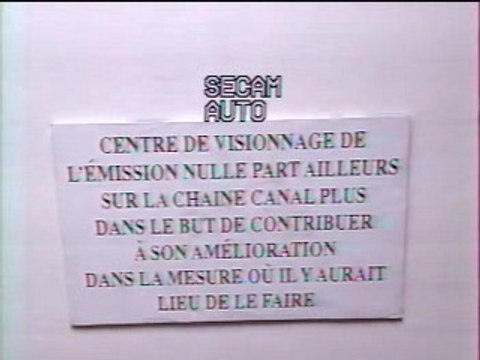 SECAM
AUTO
CENTRE DE VISIONNAGE DE
L'ÉMISSION NULLE PART AILLEURS
SUR LA CHAINE CANAL PLUS
DANS LE BUT DE CONTRIBUER
À SON AMÉLIORATION
DANS LA MESURE OÙ IL Y AURAIT
LIEU DE LE FAIRE